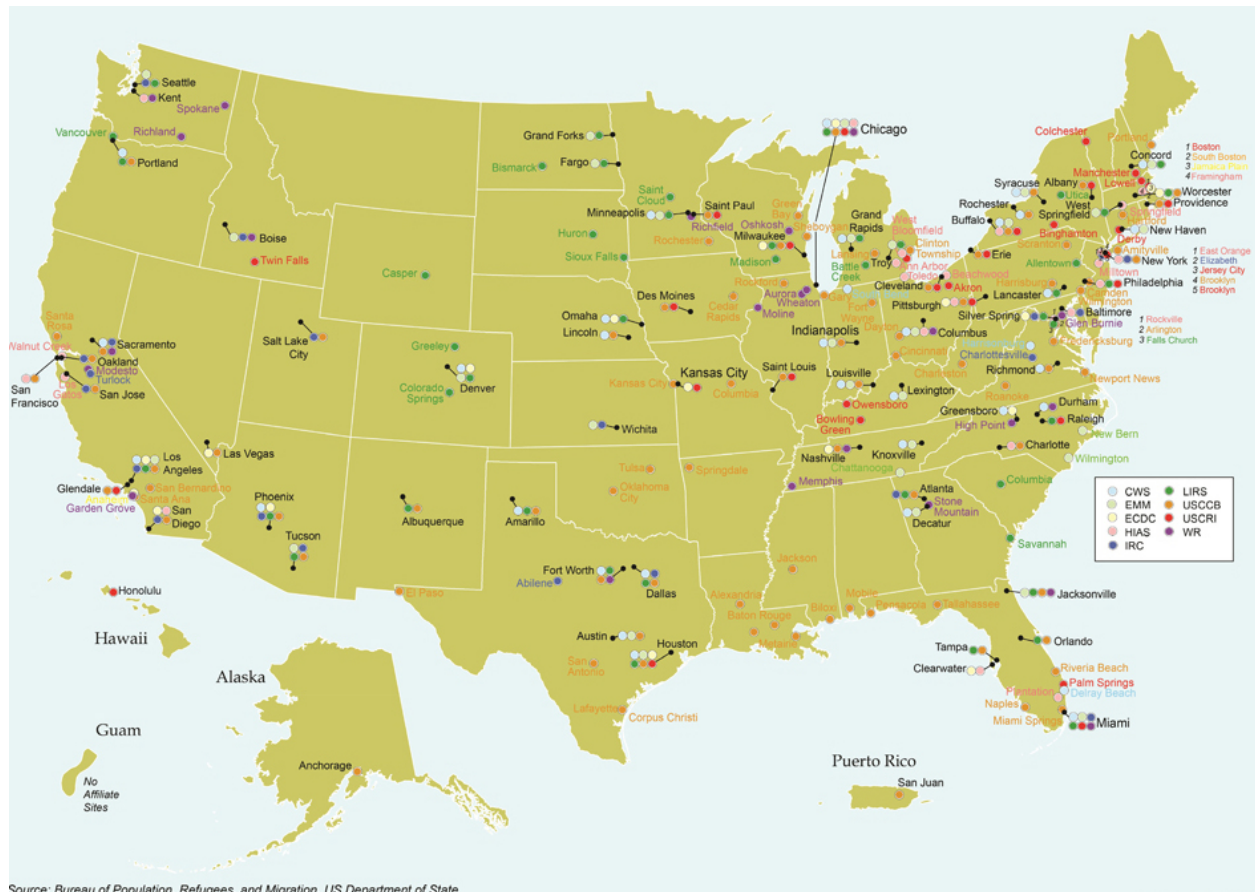 Seattle
Kent
Spokane
Vancouver
Richland
Portland
Boise
Twin Falls
Casper
Salt Lake
City
Greeley
Denver
Colorado
Springs
Santa
Rosa
Sacramento
Oakland
Modesto
Turlock
San
Francisco
Los
Gatos
San Jose
Las Vegas
Los
Angeles
Glendale
San Bernardino
Santa Ana
Garden Grove
San
Diego
Phoenix
Tucson
Albuquerque
Amarillo
El Paso
Grand Forks
Fargo
Bismarck
Saint
Cloud
Minneapolis
Saint Paul
Richfield
Rochester
Huron
Sioux Falls
Green
Bay
Oshkosh
Sheboygan
Milwaukee
Madison
Chicago
Rockford
Aurora
Wheaton
Moline
Des Moines
Cedar
Rapids
Omaha
Lincoln
Kansas City
Kansas City
Columbia
Saint Louis
Wichita
Tulsa
Oklahoma
City
Springdale
Fort Worth
Abilene
Dallas
Austin
Houston
San
Antonio
Lafayette
Corpus Christi
Grand
Rapids
West
Bloomfield
Lansing
Clinton
Township
Troy
Battle
Creek
Ann Arbor
Toledo
Beachwood
Cleveland
Akron
Gary
Fort
Wayne
Indianapolis
Dayton
Columbus
Cincinnati
Louisville
Lexington
Owensboro
Bowling
Green
Charleston
Nashville
Knoxville
Chattanooga
Memphis
Jackson
Alexandria
Baton Rouge
Metairie
Biloxi
Mobile
Pensacola
Tallahassee
Atlanta
Stone
Mountain
Decatur
Savannah
Columbia
Charlotte
Greensboro
High Point
Durham
Raleigh
New Bern
Wilmington
Newport News
Roanoke
Richmond
Charlottesville
Fredericksburg
Colchester
Portland
Concord
Manchester
Lowell
1 Boston
2 South Boston
3 Jamaica Plain
4 Framingham
Worcester
Providence
Syracuse
Albany
Utica
Rochester
Buffalo
West
Springfield
Springfield
Hartford
New Haven
Derby
Binghamton
Scranton
Amityville
New York
Erie
Allentown
Milltown
1 East Orange
2 Elizabeth
3 Jersey City
4 Brooklyn
5 Brooklyn
Philadelphia
Harrisburg
Lancaster
Camden
Wilmington
Pittsburgh
Silver Spring
Baltimore
Glen Burnie
1 Rockville
2 Arlington
3 Falls Church
CWS
EMM
ECDC
HIAS
IRC
LIRS
USCCB
USCRI
WR
Jacksonville
Orlando
Tampa
Clearwater
Riveria Beach
Palm Springs
Delray Beach
Plantation
Naples
Miami Springs
Miami
Honolulu
Hawaii
Alaska
Guam
No
Affiliate
Sites
Anchorage
Puerto Rico
San Juan
Source: Bureau of Population, Refugees, and Migration, US Department of State